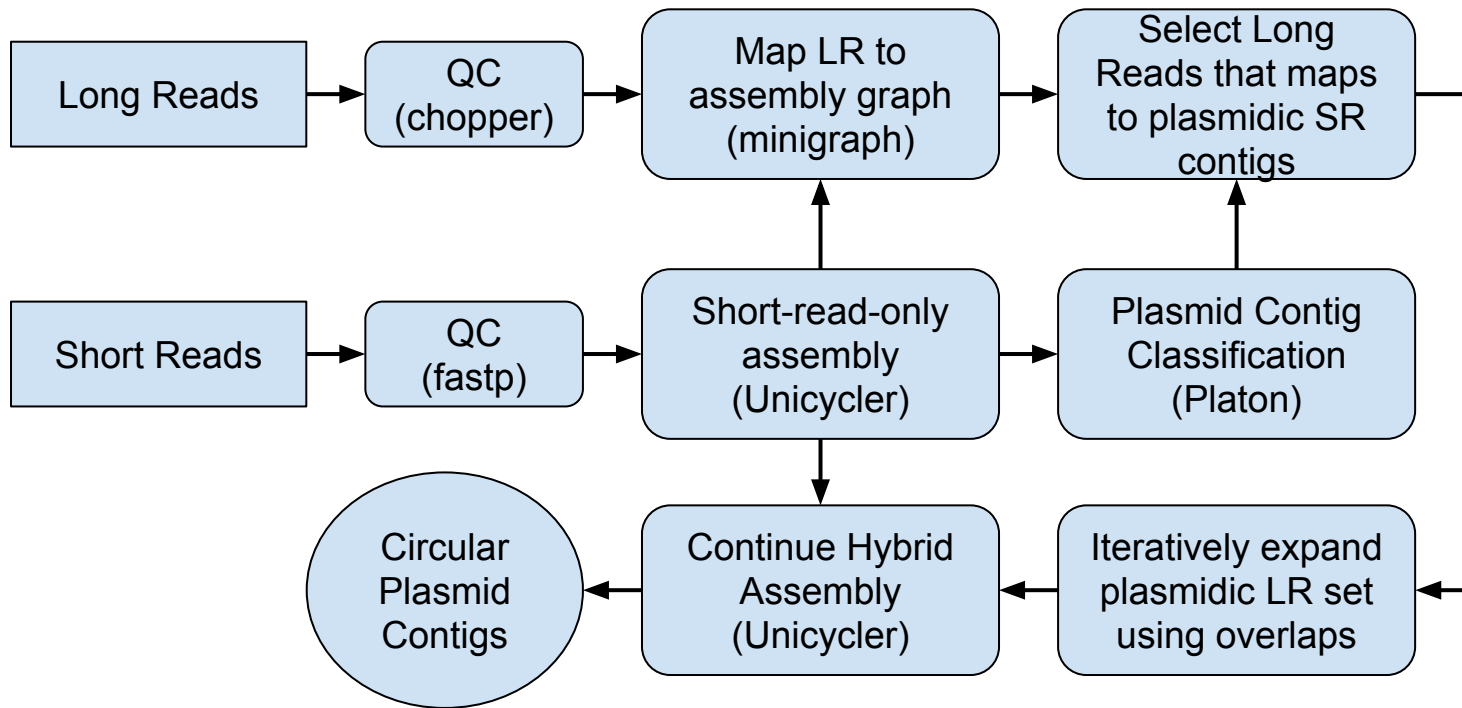 Long Reads
QC
(chopper)
Map LR to
assembly graph
(minigraph)
Select Long
Reads that maps
to plasmidic SR
contigs
Short Reads
QC
(fastp)
Short-read-only
assembly
(Unicycler)
Plasmid Contig
Classification
(Platon)
Circular
Plasmid
Contigs
Continue Hybrid
Assembly
(Unicycler)
Iteratively expand
plasmidic LR set
using overlaps